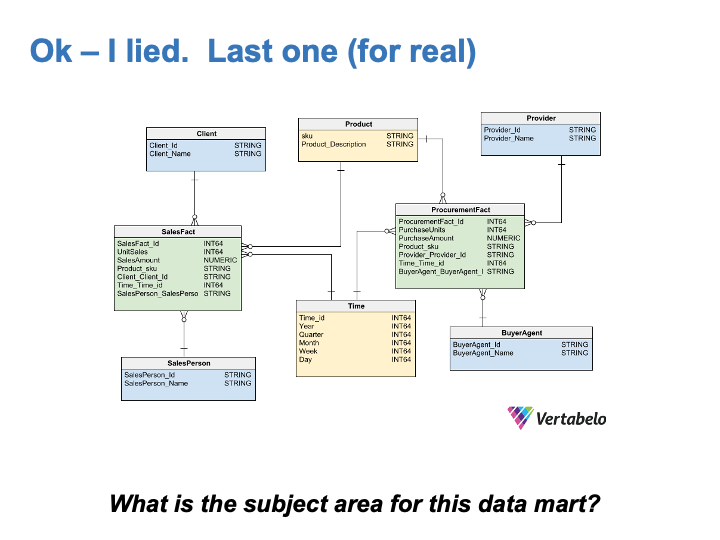 Ok – I lied.  Last one (for real)
Client
Client_Id STRING
Client_Name STRING
Product
sku STRING
Product_Description STRING
Provider
Provider_Id STRING
Provider_Name STRING
SalesFact
SalesFact_Id INT64
UnitSales INT64
SalesAmount NUMERIC
Product_sku STRING
Client_Client_Id STRING
Time_Time_id INT64
SalesPerson_SalesPerso STRING
ProcurementFact
ProcurementFact_Id INT64
PurchaseUnits INT64
PurchaseAmount NUMERIC
Product_sku STRING
Provider_Provider_Id STRING
Time_Time_id INT64
BuyerAgent_BuyerAgent_I STRING
Time
Time_id INT64
Year INT64
Quarter INT64
Month INT64
Week INT64
Day INT64
SalesPerson
SalesPerson_Id STRING
SalesPerson_Name STRING
BuyerAgent
BuyerAgent_Id STRING
BuyerAgent_Name STRING
Vertabelo
What is the subject area for this data mart?